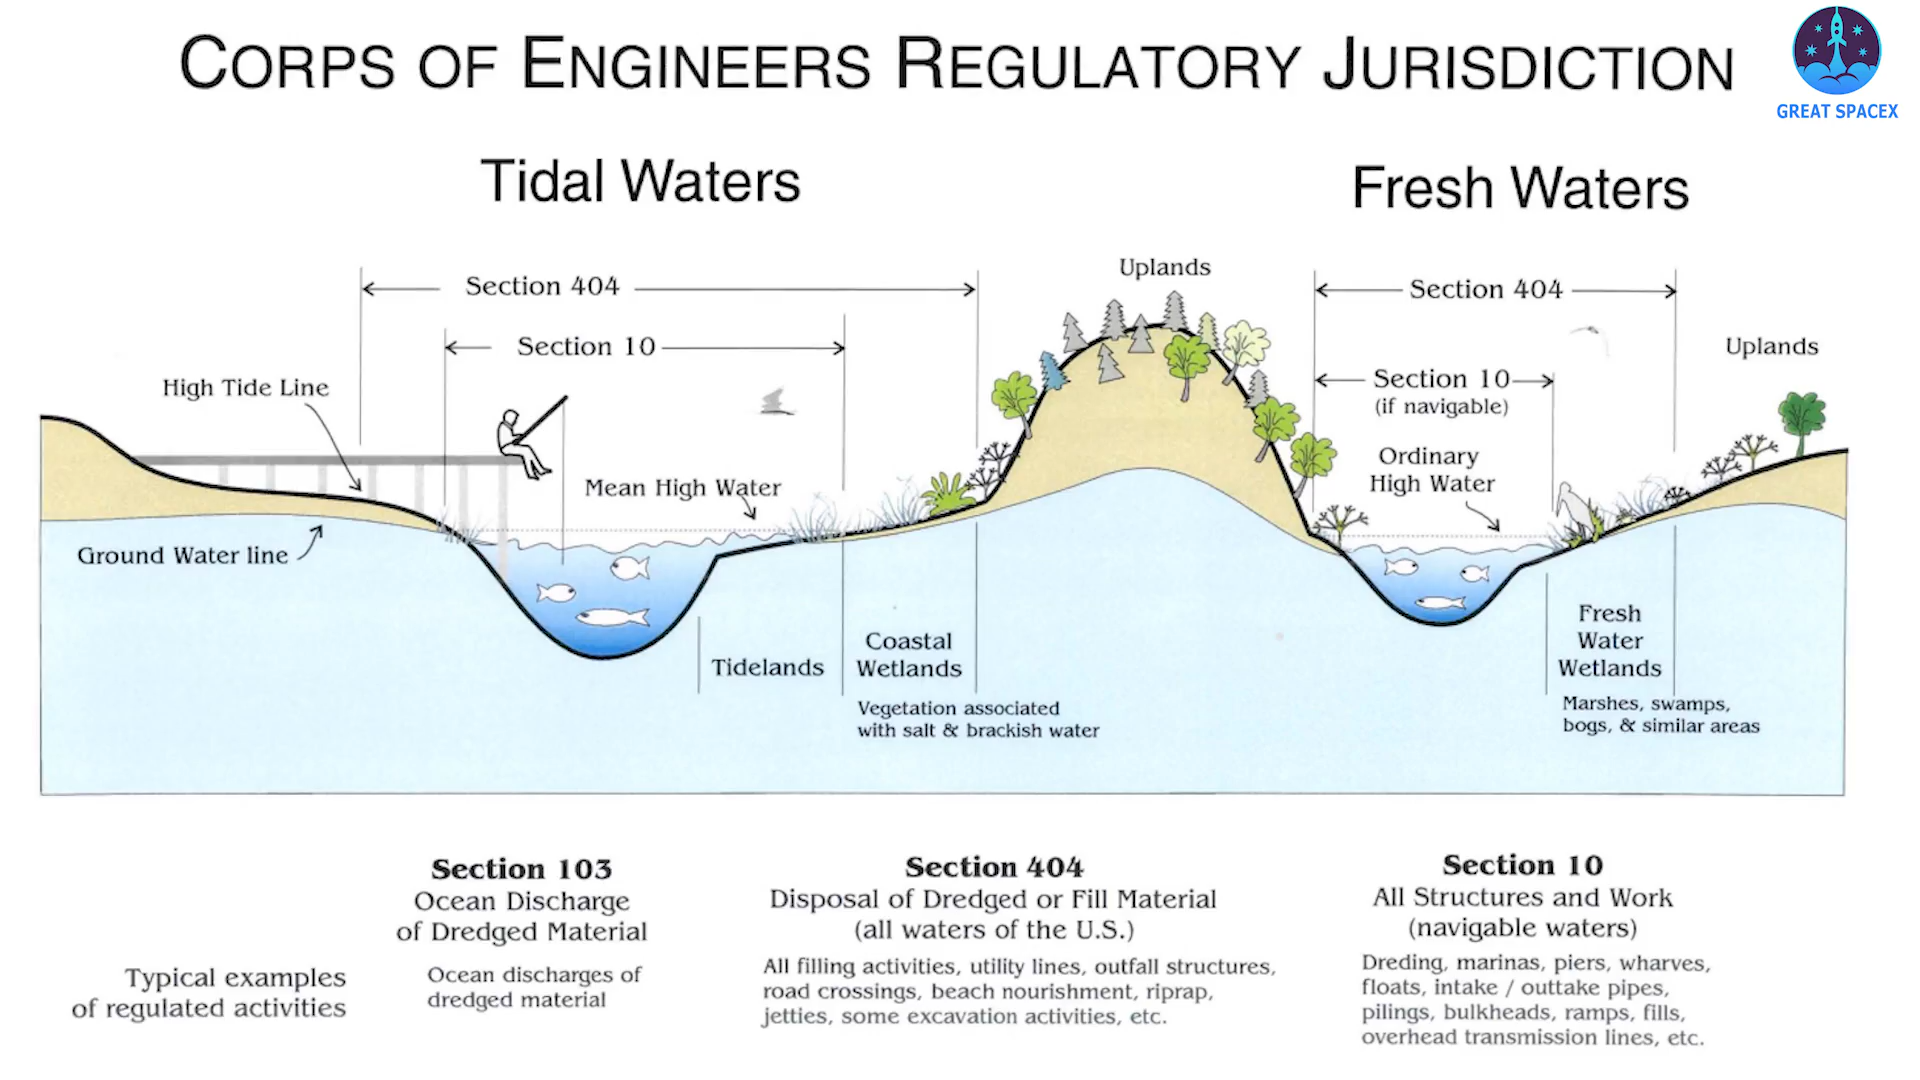 CORPS OF ENGINEERS REGULATORY JURISDICTION
GREAT SPACEX
Tidal Waters
Fresh Waters
Uplands
Section 404
Section 404
Section 10
Uplands
High Tide Line
Section 10
(if navigable)
Mean High Water
Ordinary
High Water
Ground Water line
Tidelands
Coastal
Wetlands
Vegetation associated
with salt & brackish water
Fresh
Water
Wetlands
Marshes, swamps,
bogs, & similar areas
Typical examples
of regulated activities
Section 103
Ocean Discharge
of Dredged Material
Ocean discharges of
dredged material
Section 404
Disposal of Dredged or Fill Material
(all waters of the U.S.)
All filling activities, utility lines, outfall structures,
road crossings, beach nourishment, riprap,
jetties, some excavation activities, etc.
Section 10
All Structures and Work
(navigable waters)
Dreding, marinas, piers, wharves,
floats, intake / outtake pipes,
pilings, bulkheads, ramps, fills,
overhead transmission lines, etc.